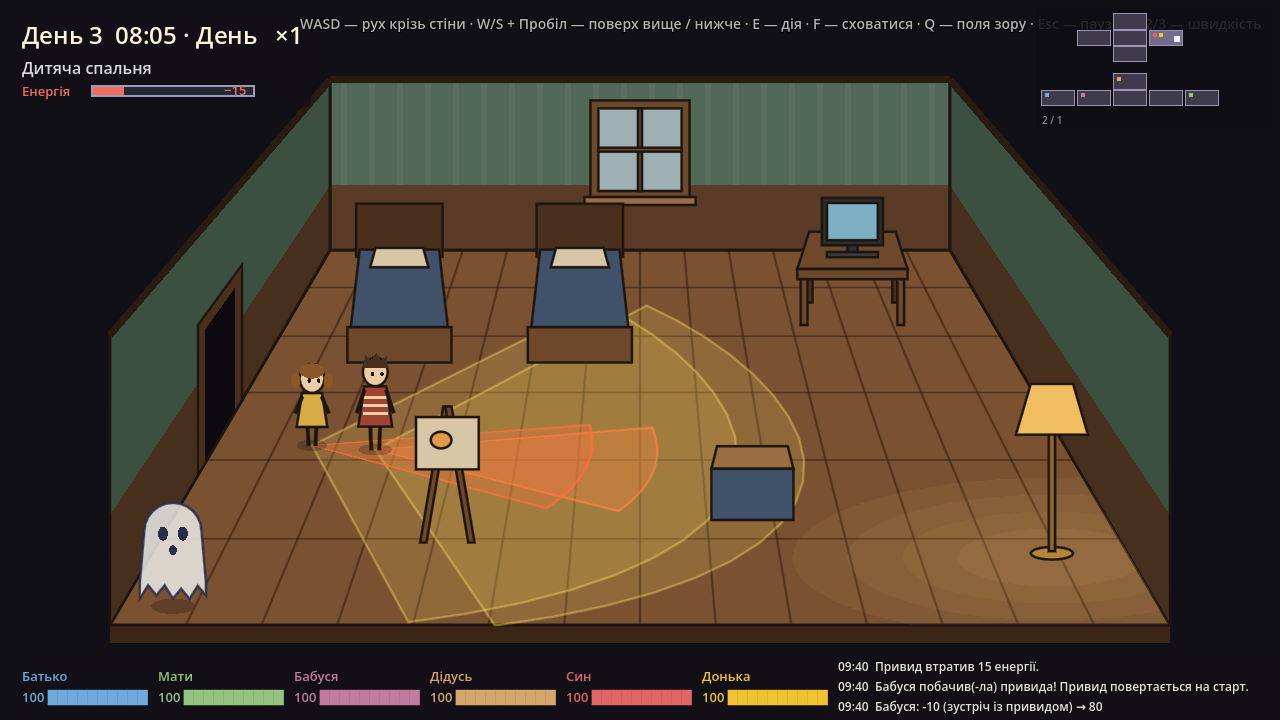 День 3 08:05 · День ×1
WASD — рух крізь стіни · W/S + Пробіл — поверх вище / нижче · E — дія · F — сховатися · Q — поля зору · Esc — пауза 2/3 — швидкість
Дитяча спальня
Енергія −15
2 / 1
Батько 100
Мати 100
Бабуся 100
Дідусь 100
Син 100
Донька 100
09:40 Привид втратив 15 енергії.
09:40 Бабуся побачив(-ла) привида! Привид повертається на старт.
09:40 Бабуся: -10 (зустріч із привидом) → 80